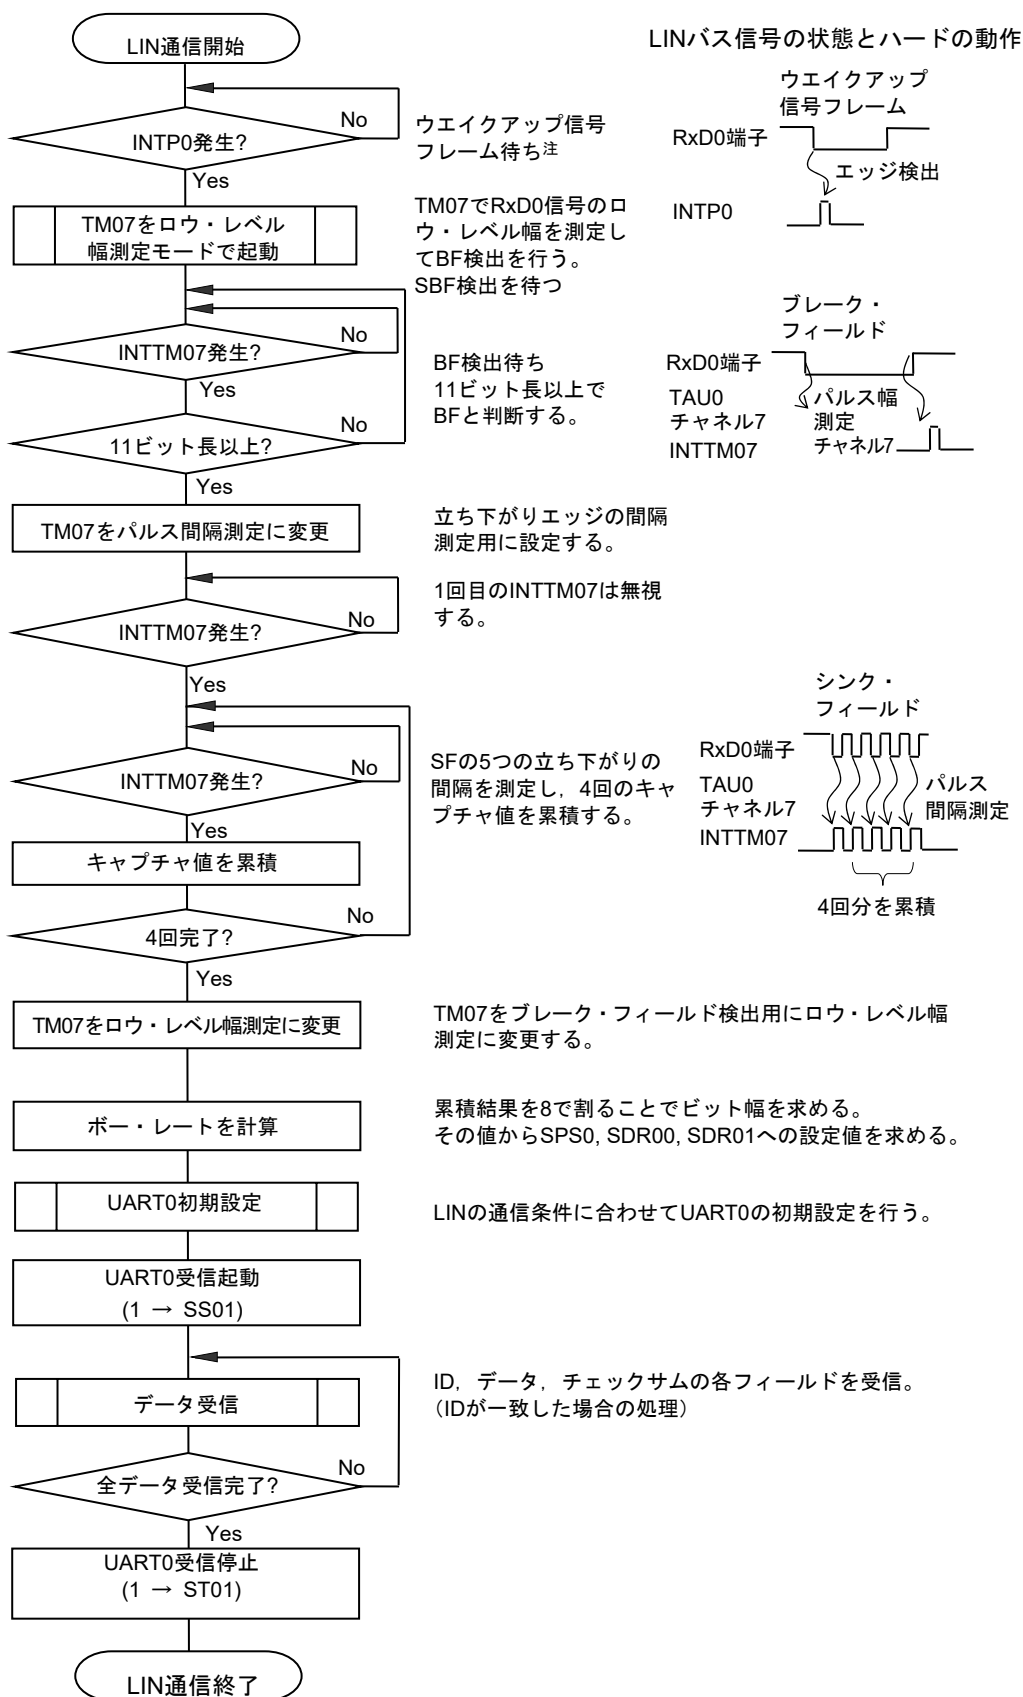 LIN通信開始
LINバス信号の状態とハードの動作
INTP0発生?
No
Yes
ウエイクアップ信号
フレーム待ち注
ウエイクアップ
信号フレーム
RxD0端子
エッジ検出
INTP0
TM07をロウ・レベル
幅測定モードで起動
TM07でRxD0信号のロ
ウ・レベル幅を測定し
てBF検出を行う。
SBF検出を待つ
INTTM07発生?
No
Yes
11ビット長以上?
No
Yes
BF検出待ち
11ビット長以上で
BFと判断する。
ブレーク・
フィールド
RxD0端子
TAU0
チャネル7
INTTM07
パルス幅
測定
チャネル7
TM07をパルス間隔測定に変更
立ち下がりエッジの間隔
測定用に設定する。
INTTM07発生?
No
Yes
1回目のINTTM07は無視
する。
INTTM07発生?
No
Yes
キャプチャ値を累積
4回完了?
No
Yes
SFの5つの立ち下がりの
間隔を測定し，4回のキャ
プチャ値を累積する。
シンク・
フィールド
RxD0端子
TAU0
チャネル7
INTTM07
パルス
間隔測定
4回分を累積
TM07をロウ・レベル幅測定に変更
TM07をブレーク・フィールド検出用にロウ・レベル幅
測定に変更する。
ボー・レートを計算
累積結果を8で割ることでビット幅を求める。
その値からSPS0, SDR00, SDR01への設定値を求める。
UART0初期設定
LINの通信条件に合わせてUART0の初期設定を行う。
UART0受信起動
(1 → SS01)
データ受信
ID，データ，チェックサムの各フィールドを受信。
（IDが一致した場合の処理）
全データ受信完了?
No
Yes
UART0受信停止
(1 → ST01)
LIN通信終了